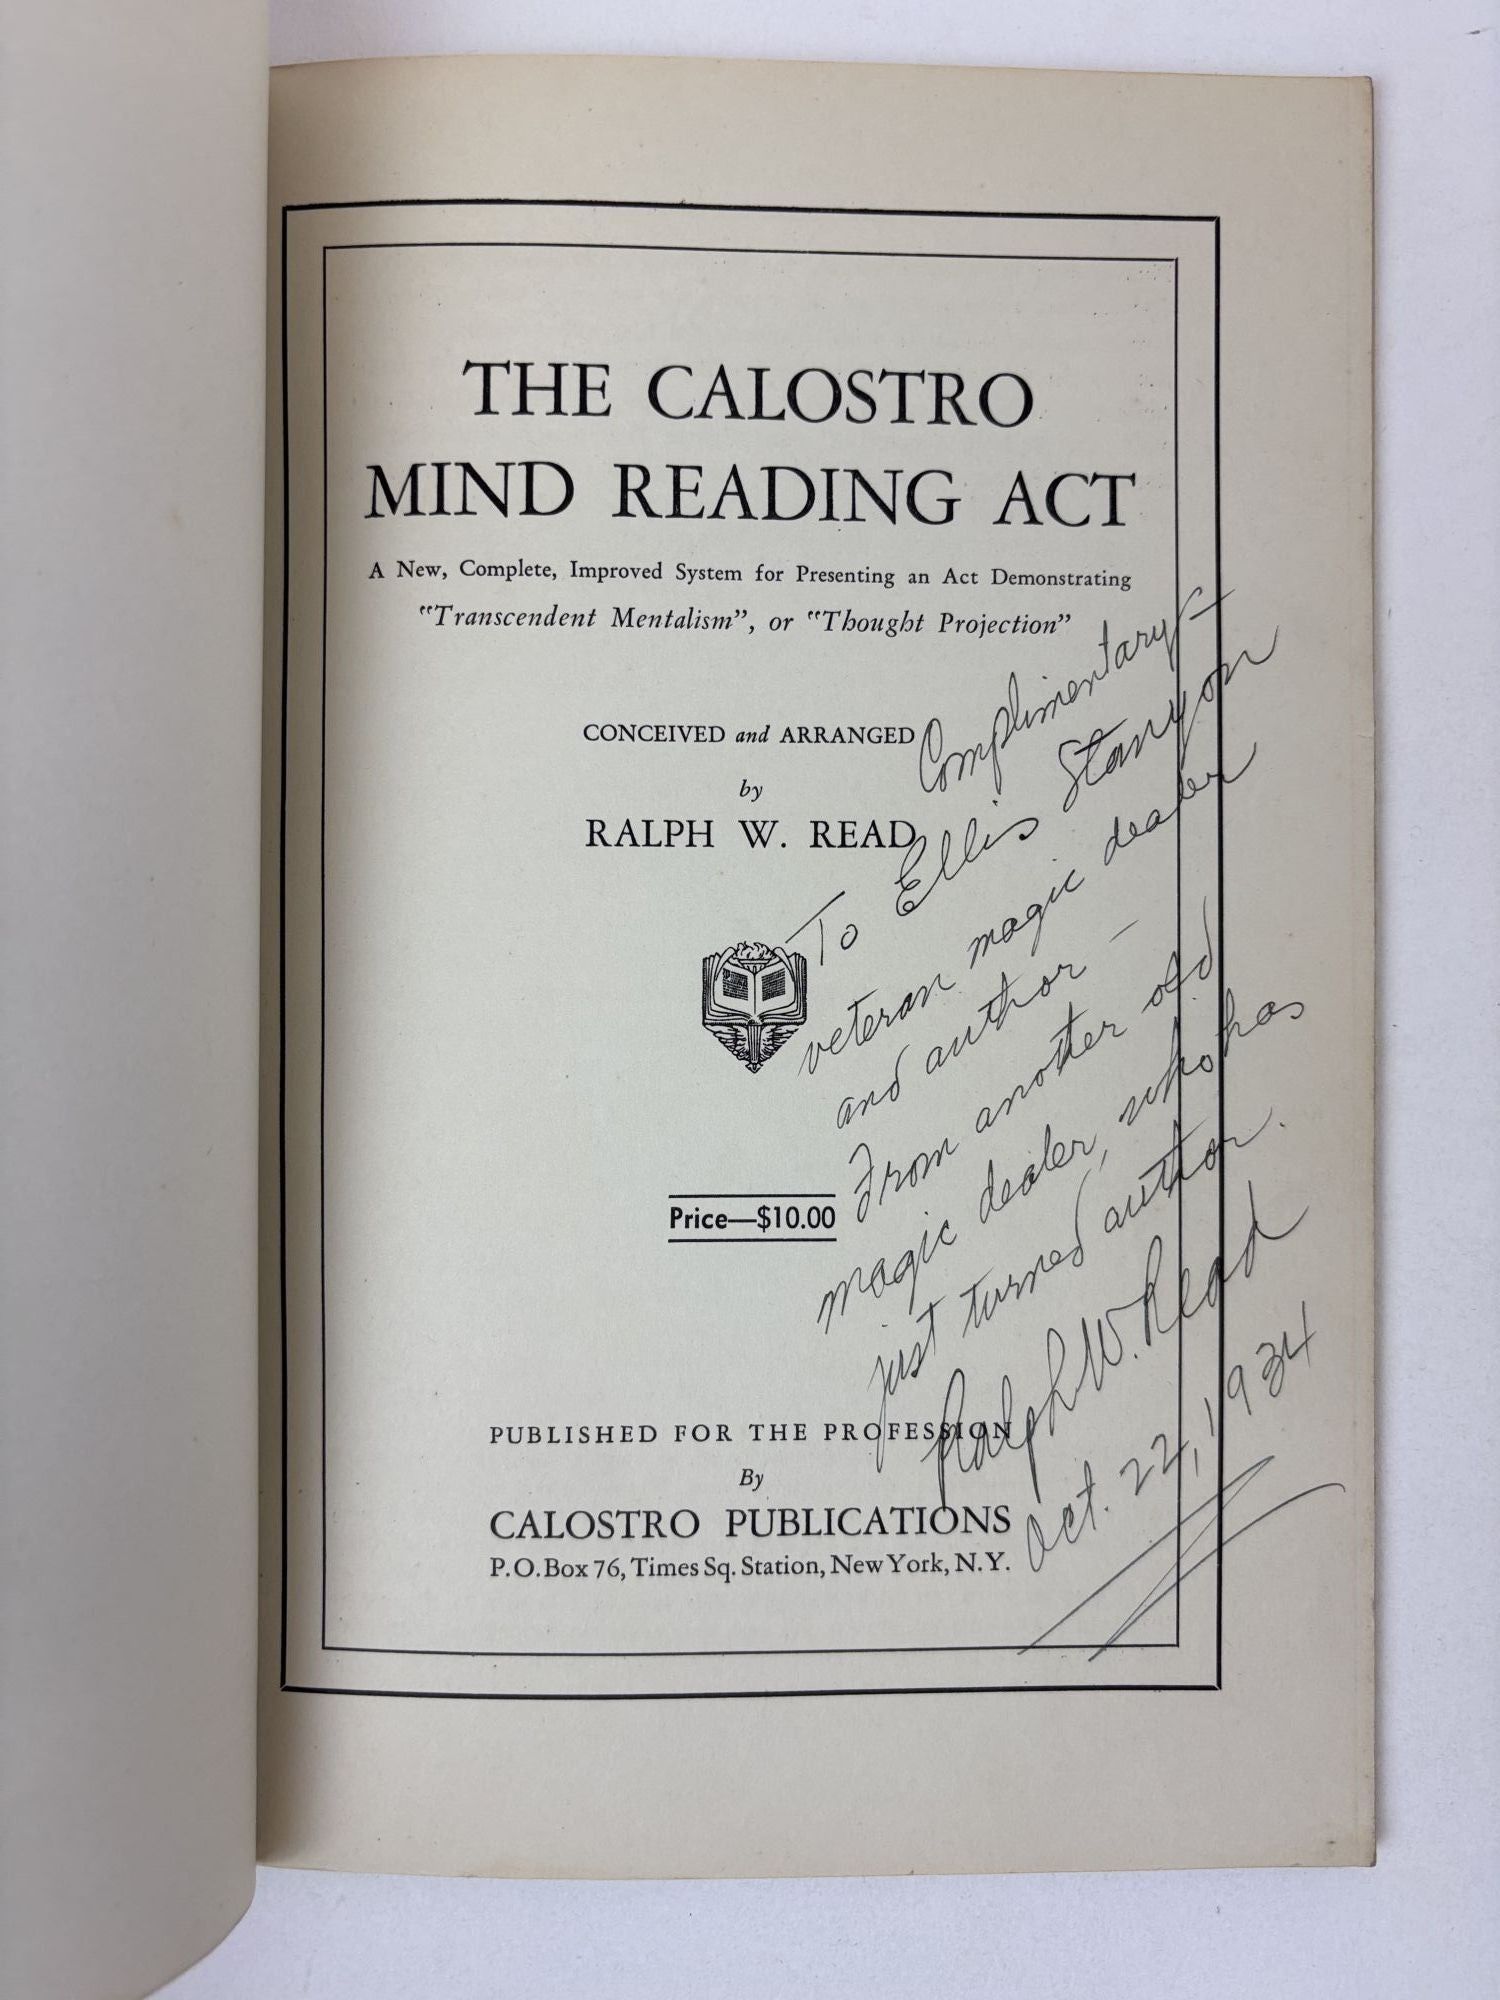 THE CALOSTRO
MIND READING ACT
A New, Complete, Improved System for Presenting an Act Demonstrating
"Transcendent Mentalism", or "Thought Projection"
CONCEIVED and ARRANGED
by
RALPH W. READ
Price—$10.00
PUBLISHED FOR THE PROFESSION
By
CALOSTRO PUBLICATIONS
P.O. Box 76, Times Sq. Station, New York, N.Y.
Complimentary—
To Ellis Stanyon
veteran magic dealer
and author—
From another old
magic dealer, who has
just turned author.
Ralph W. Read
Oct. 22, 1934